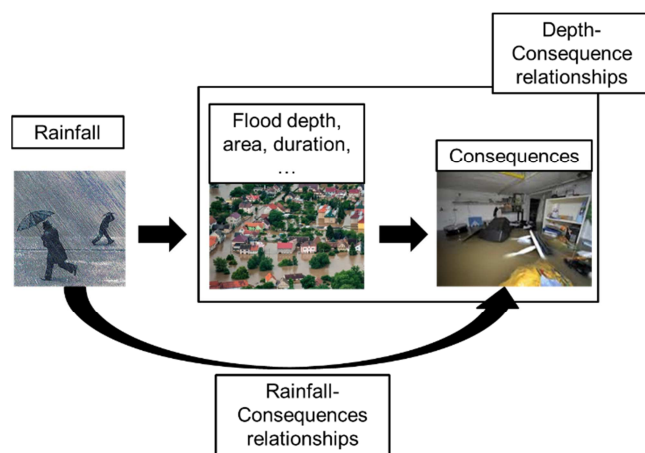 Depth-
Consequence
relationships
Rainfall
Flood depth,
area, duration,
…
Consequences
Rainfall-
Consequences
relationships